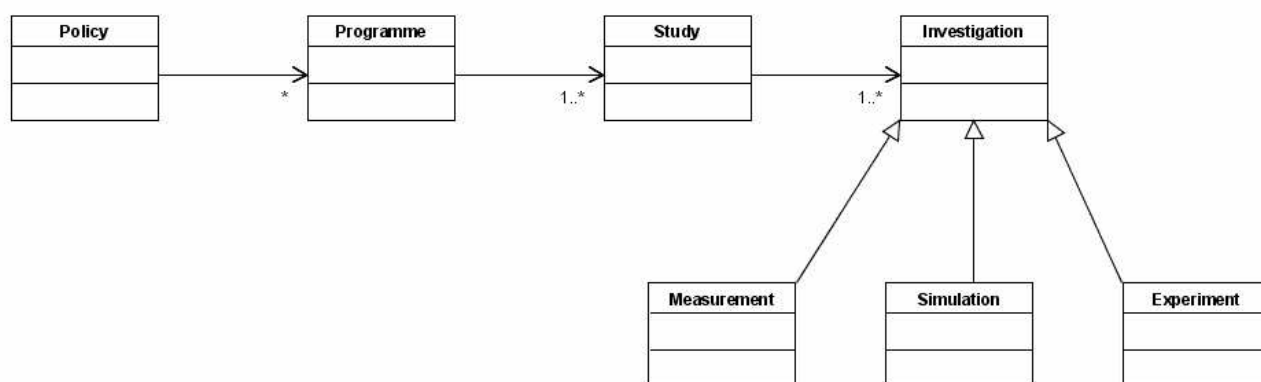 Policy
Programme
Study
Investigation
*
1..*
1..*
Measurement
Simulation
Experiment